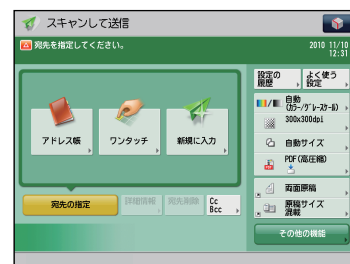 スキャンして送信
宛先を指定してください。
2010 11/10
12:31
アドレス帳
ワンタッチ
新規に入力
宛先の指定
詳細情報
宛先削除
Cc
Bcc
設定の
履歴
よく使う
設定
自動
(カラー/グレースケール)
300x300dpi
自動サイズ
PDF(高圧縮)
両面原稿
原稿サイズ
混載
その他の機能